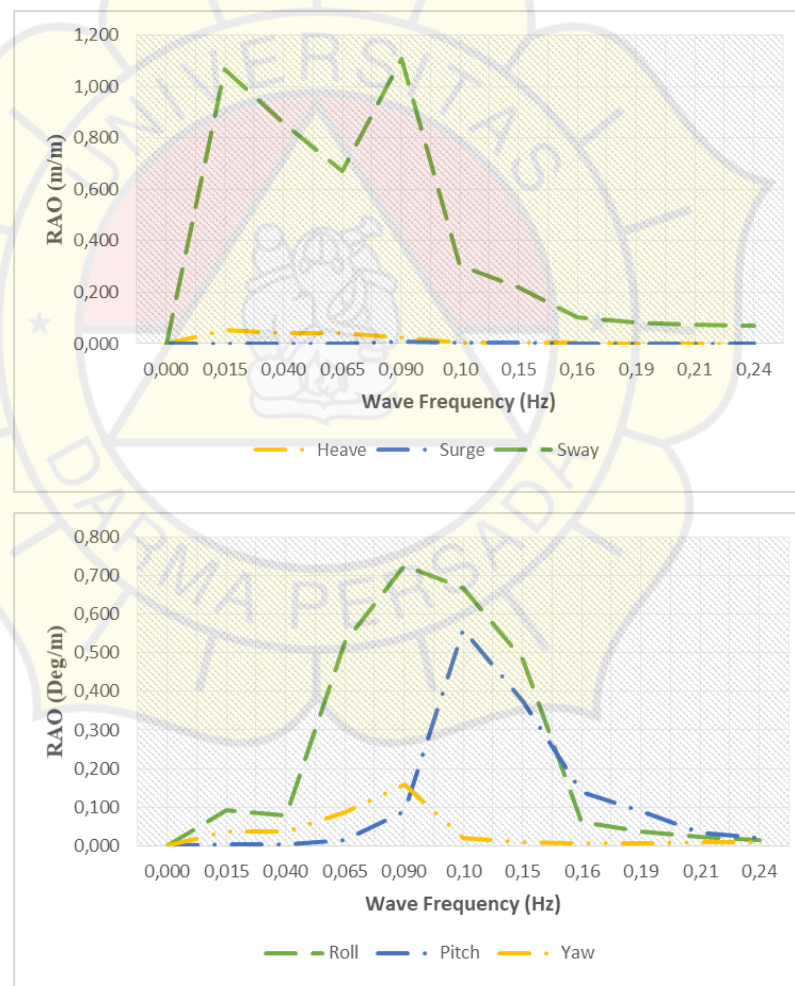 UNIVERSITAS
DARMA PERSADA
1,200
1,000
0,800
0,600
0,400
0,200
0,000
RAO (m/m)
0,000 0,015 0,040 0,065 0,090 0,10 0,15 0,16 0,19 0,21 0,24
Wave Frequency (Hz)
Heave Surge Sway
0,800
0,700
0,600
0,500
0,400
0,300
0,200
0,100
0,000
RAO (Deg/m)
0,000 0,015 0,040 0,065 0,090 0,10 0,15 0,16 0,19 0,21 0,24
Wave Frequency (Hz)
Roll Pitch Yaw